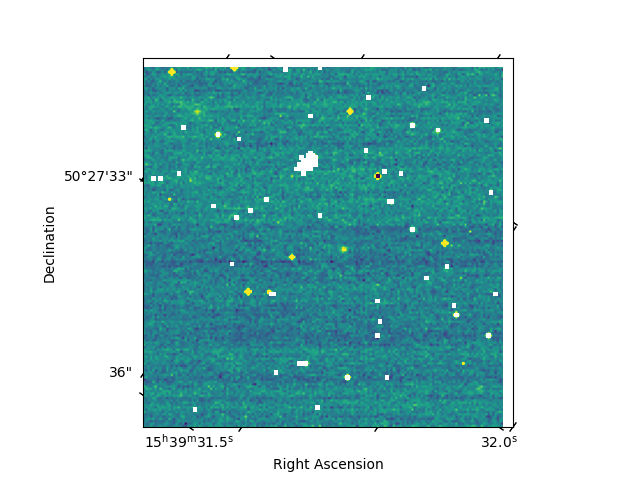 50°27'33"
Declination
36"
15ʰ39ᵐ31.5ˢ
32.0ˢ
Right Ascension